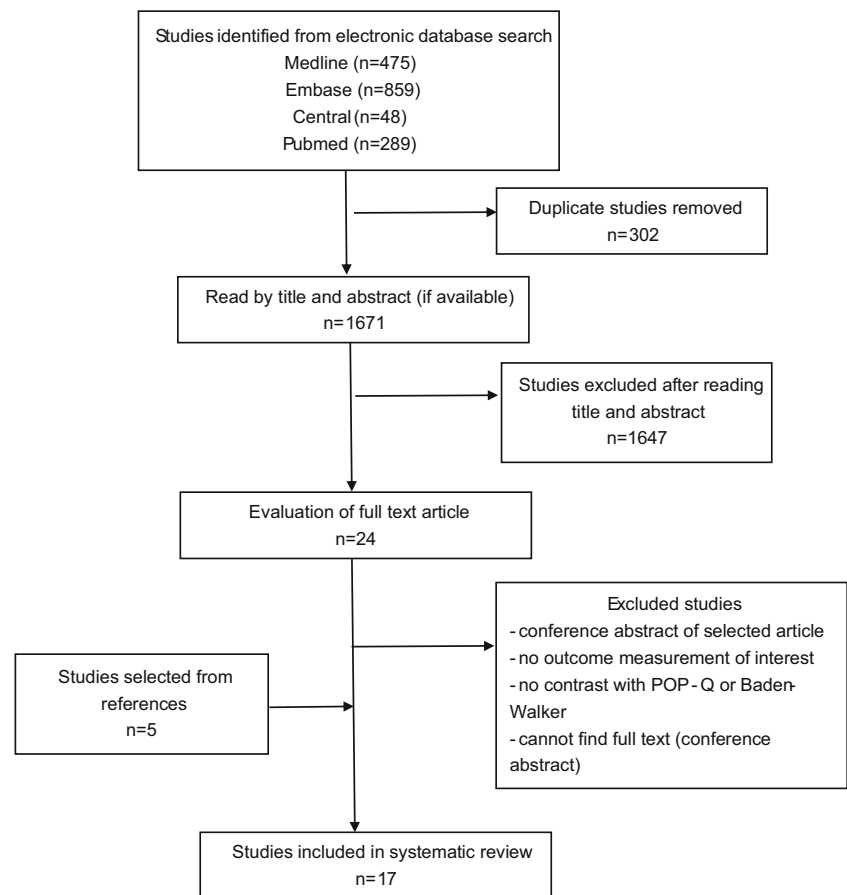 Studies identified from electronic database search
Medline (n=475)
Embase (n=859)
Central (n=48)
Pubmed (n=289)
Duplicate studies removed
n=302
Read by title and abstract (if available)
n=1671
Studies excluded after reading
title and abstract
n=1647
Evaluation of full text article
n=24
Excluded studies
- conference abstract of selected article
- no outcome measurement of interest
- no contrast with POP-Q or Baden-
Walker
- cannot find full text (conference
abstract)
Studies selected from
references
n=5
Studies included in systematic review
n=17